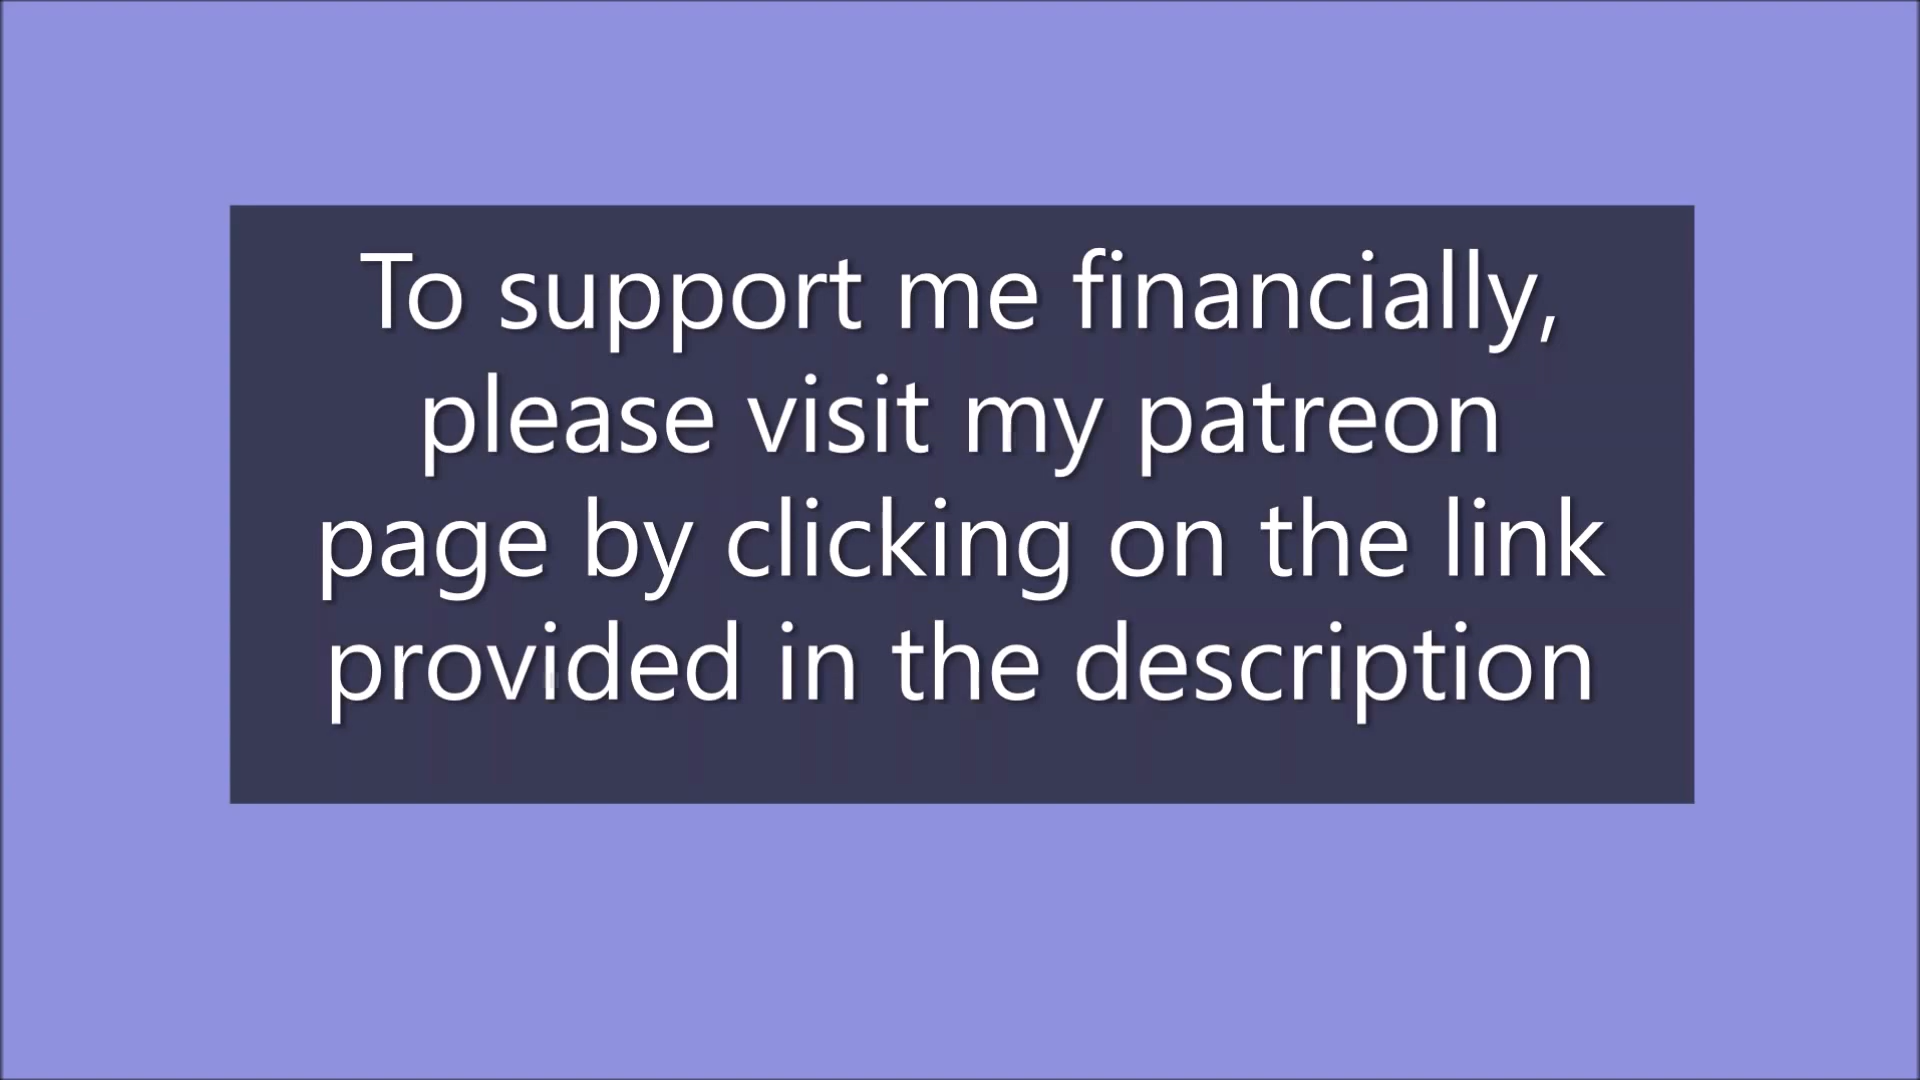 To support me financially,
please visit my patreon
page by clicking on the link
provided in the description